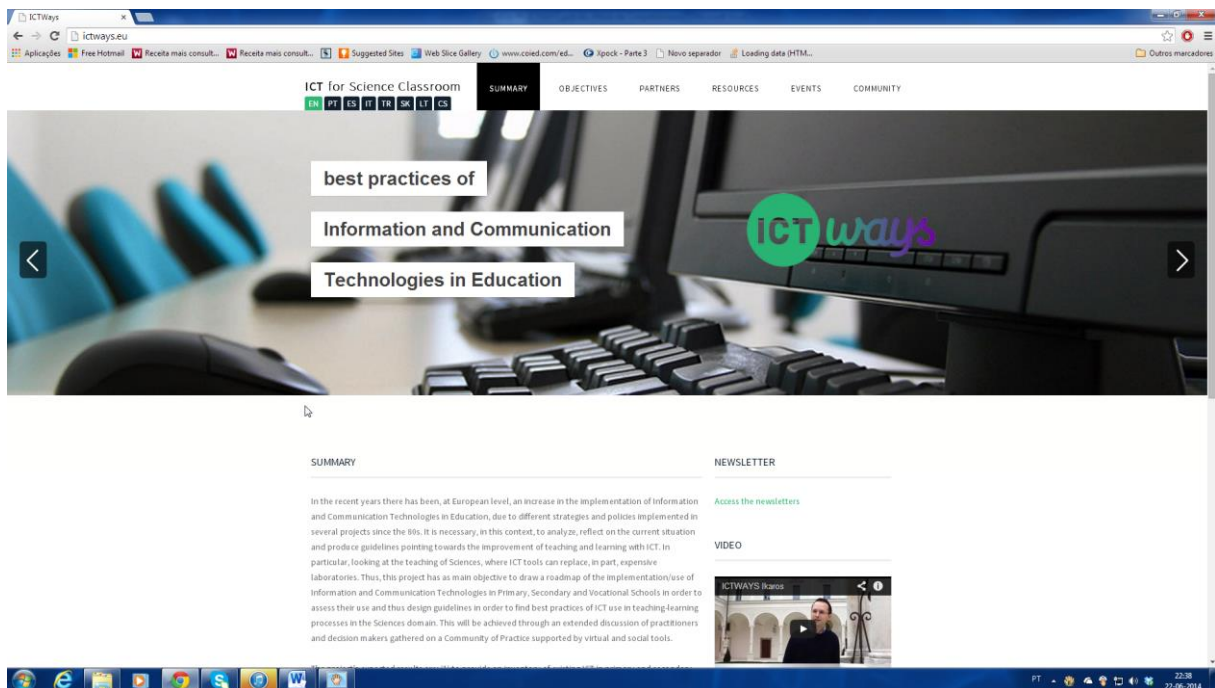 ICTWays
ictways.eu
Aplicações Free Hotmail Receita mais consult... Receita mais consult... Suggested Sites Web Slice Gallery www.coied.com/ed... Xpock - Parte 3 Novo separador Loading data (HTM... Outros marcadores
ICT for Science Classroom
EN PT ES IT TR SK LT CS
SUMMARY OBJECTIVES PARTNERS RESOURCES EVENTS COMMUNITY
best practices of
Information and Communication
Technologies in Education
ICT ways
SUMMARY
In the recent years there has been, at European level, an increase in the implementation of Information
and Communication Technologies in Education, due to different strategies and policies implemented in
several projects since the 80s. It is necessary, in this context, to analyze, reflect on the current situation
and produce guidelines pointing towards the improvement of teaching and learning with ICT. In
particular, looking at the teaching of Sciences, where ICT tools can replace, in part, expensive
laboratories. Thus, this project has as main objective to draw a roadmap of the implementation/use of
Information and Communication Technologies in Primary, Secondary and Vocational Schools in order to
assess their use and thus design guidelines in order to find best practices of ICT use in teaching-learning
processes in the Sciences domain. This will be achieved through an extended discussion of practitioners
and decision makers gathered on a Community of Practice supported by virtual and social tools.
NEWSLETTER
Access the newsletters
VIDEO
ICTWAYS Ikaros
PT
22:38
22-06-2014